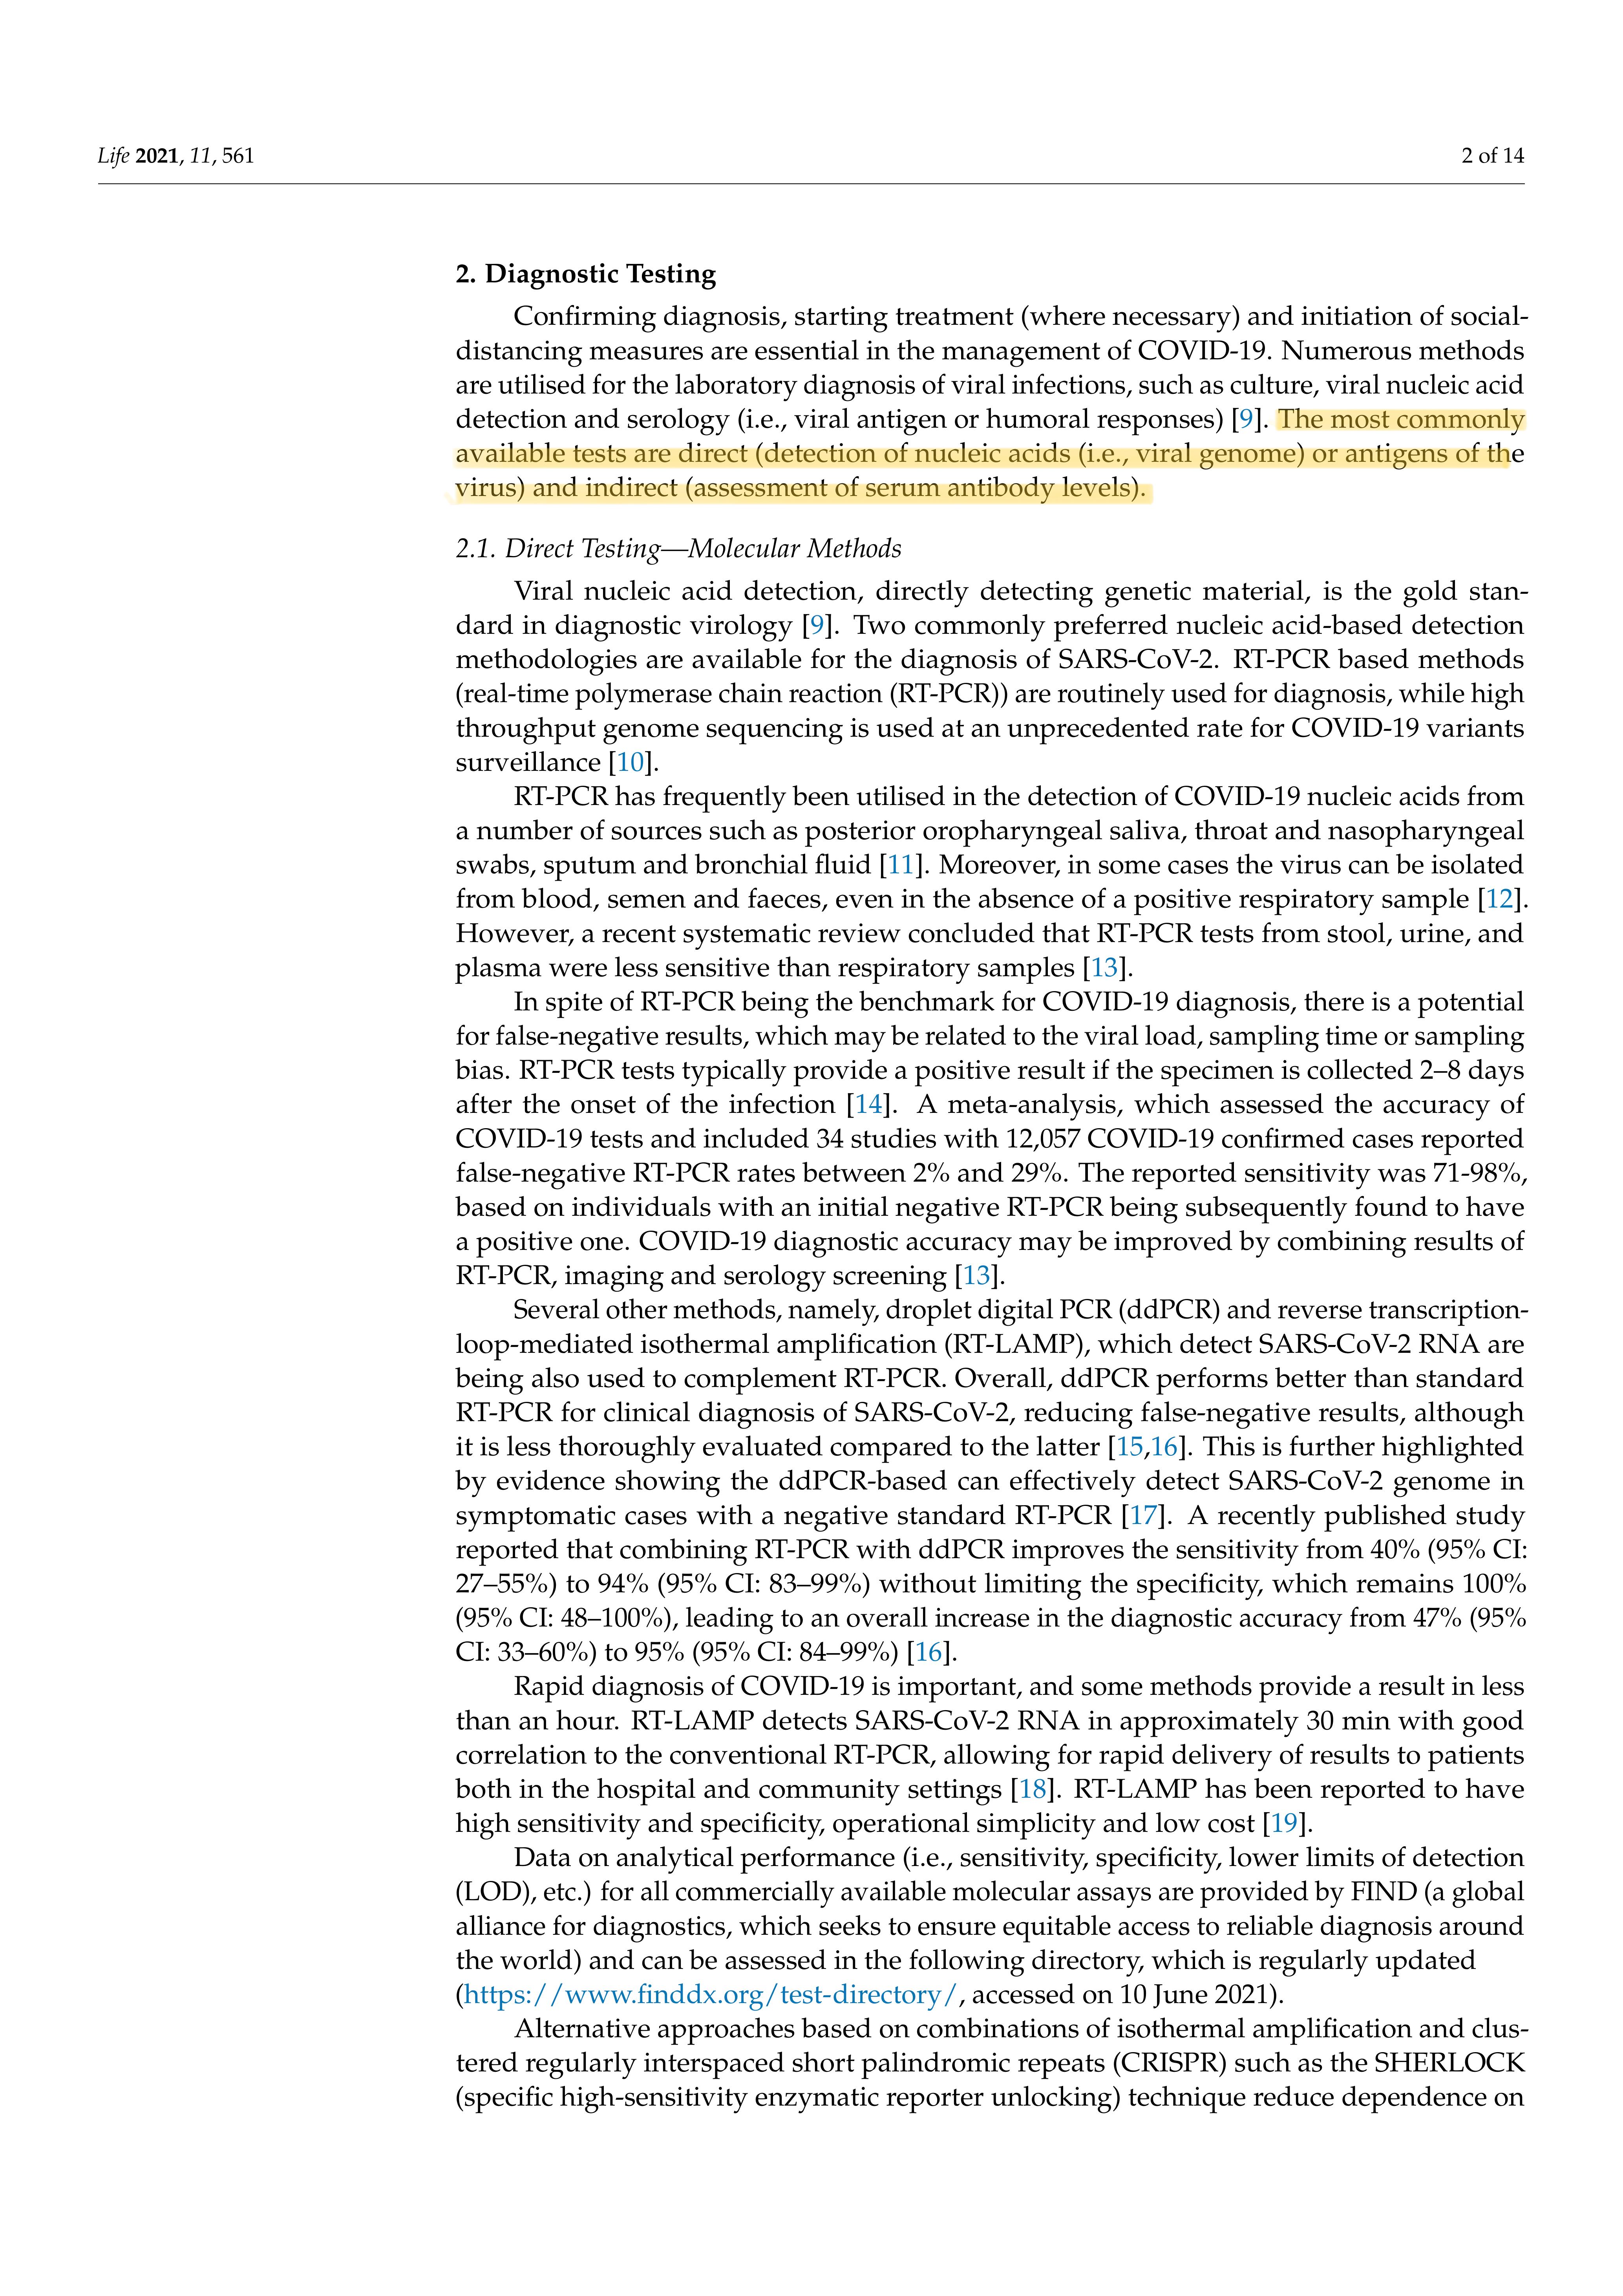 Life 2021, 11, 561
2 of 14
2. Diagnostic Testing
Confirming diagnosis, starting treatment (where necessary) and initiation of social-
distancing measures are essential in the management of COVID-19. Numerous methods
are utilised for the laboratory diagnosis of viral infections, such as culture, viral nucleic acid
detection and serology (i.e., viral antigen or humoral responses) [9]. The most commonly
available tests are direct (detection of nucleic acids (i.e., viral genome) or antigens of the
virus) and indirect (assessment of serum antibody levels).
2.1. Direct Testing—Molecular Methods
Viral nucleic acid detection, directly detecting genetic material, is the gold stan-
dard in diagnostic virology [9]. Two commonly preferred nucleic acid-based detection
methodologies are available for the diagnosis of SARS-CoV-2. RT-PCR based methods
(real-time polymerase chain reaction (RT-PCR)) are routinely used for diagnosis, while high
throughput genome sequencing is used at an unprecedented rate for COVID-19 variants
surveillance [10].
RT-PCR has frequently been utilised in the detection of COVID-19 nucleic acids from
a number of sources such as posterior oropharyngeal saliva, throat and nasopharyngeal
swabs, sputum and bronchial fluid [11]. Moreover, in some cases the virus can be isolated
from blood, semen and faeces, even in the absence of a positive respiratory sample [12].
However, a recent systematic review concluded that RT-PCR tests from stool, urine, and
plasma were less sensitive than respiratory samples [13].
In spite of RT-PCR being the benchmark for COVID-19 diagnosis, there is a potential
for false-negative results, which may be related to the viral load, sampling time or sampling
bias. RT-PCR tests typically provide a positive result if the specimen is collected 2–8 days
after the onset of the infection [14]. A meta-analysis, which assessed the accuracy of
COVID-19 tests and included 34 studies with 12,057 COVID-19 confirmed cases reported
false-negative RT-PCR rates between 2% and 29%. The reported sensitivity was 71-98%,
based on individuals with an initial negative RT-PCR being subsequently found to have
a positive one. COVID-19 diagnostic accuracy may be improved by combining results of
RT-PCR, imaging and serology screening [13].
Several other methods, namely, droplet digital PCR (ddPCR) and reverse transcription-
loop-mediated isothermal amplification (RT-LAMP), which detect SARS-CoV-2 RNA are
being also used to complement RT-PCR. Overall, ddPCR performs better than standard
RT-PCR for clinical diagnosis of SARS-CoV-2, reducing false-negative results, although
it is less thoroughly evaluated compared to the latter [15,16]. This is further highlighted
by evidence showing the ddPCR-based can effectively detect SARS-CoV-2 genome in
symptomatic cases with a negative standard RT-PCR [17]. A recently published study
reported that combining RT-PCR with ddPCR improves the sensitivity from 40% (95% CI:
27–55%) to 94% (95% CI: 83–99%) without limiting the specificity, which remains 100%
(95% CI: 48–100%), leading to an overall increase in the diagnostic accuracy from 47% (95%
CI: 33–60%) to 95% (95% CI: 84–99%) [16].
Rapid diagnosis of COVID-19 is important, and some methods provide a result in less
than an hour. RT-LAMP detects SARS-CoV-2 RNA in approximately 30 min with good
correlation to the conventional RT-PCR, allowing for rapid delivery of results to patients
both in the hospital and community settings [18]. RT-LAMP has been reported to have
high sensitivity and specificity, operational simplicity and low cost [19].
Data on analytical performance (i.e., sensitivity, specificity, lower limits of detection
(LOD), etc.) for all commercially available molecular assays are provided by FIND (a global
alliance for diagnostics, which seeks to ensure equitable access to reliable diagnosis around
the world) and can be assessed in the following directory, which is regularly updated
(https://www.finddx.org/test-directory/, accessed on 10 June 2021).
Alternative approaches based on combinations of isothermal amplification and clus-
tered regularly interspaced short palindromic repeats (CRISPR) such as the SHERLOCK
(specific high-sensitivity enzymatic reporter unlocking) technique reduce dependence on